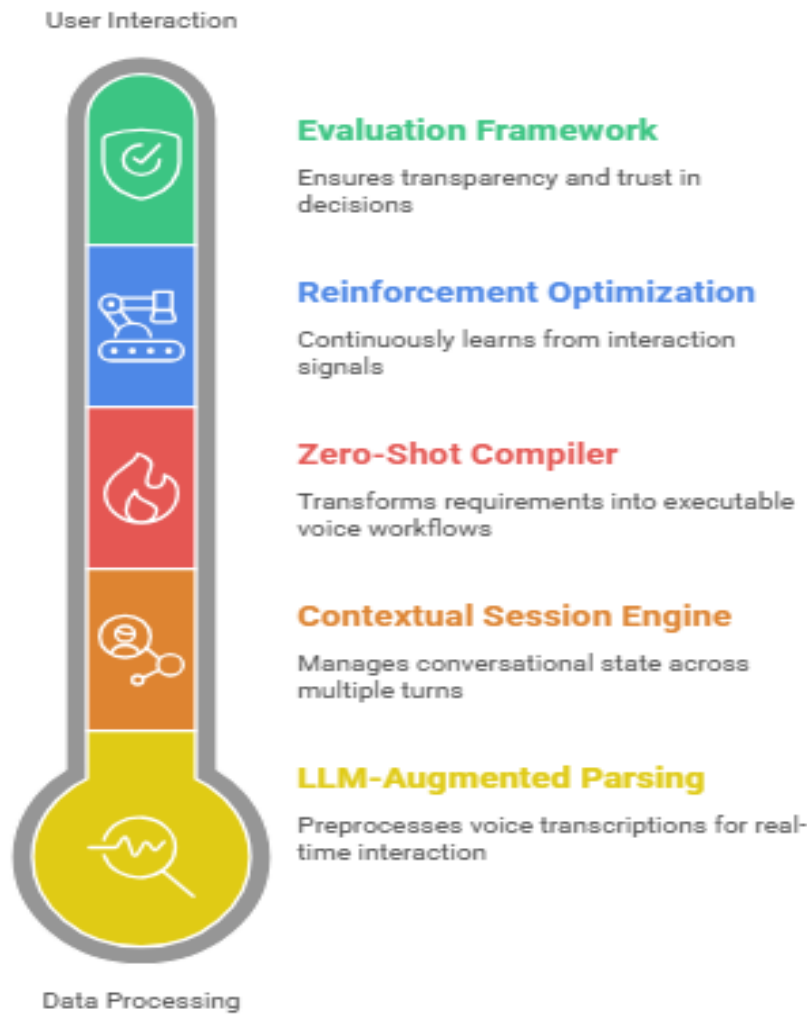 User Interaction
Evaluation Framework
Ensures transparency and trust in
decisions
Reinforcement Optimization
Continuously learns from interaction
signals
Zero-Shot Compiler
Transforms requirements into executable
voice workflows
Contextual Session Engine
Manages conversational state across
multiple turns
LLM-Augmented Parsing
Preprocesses voice transcriptions for real-
time interaction
Data Processing